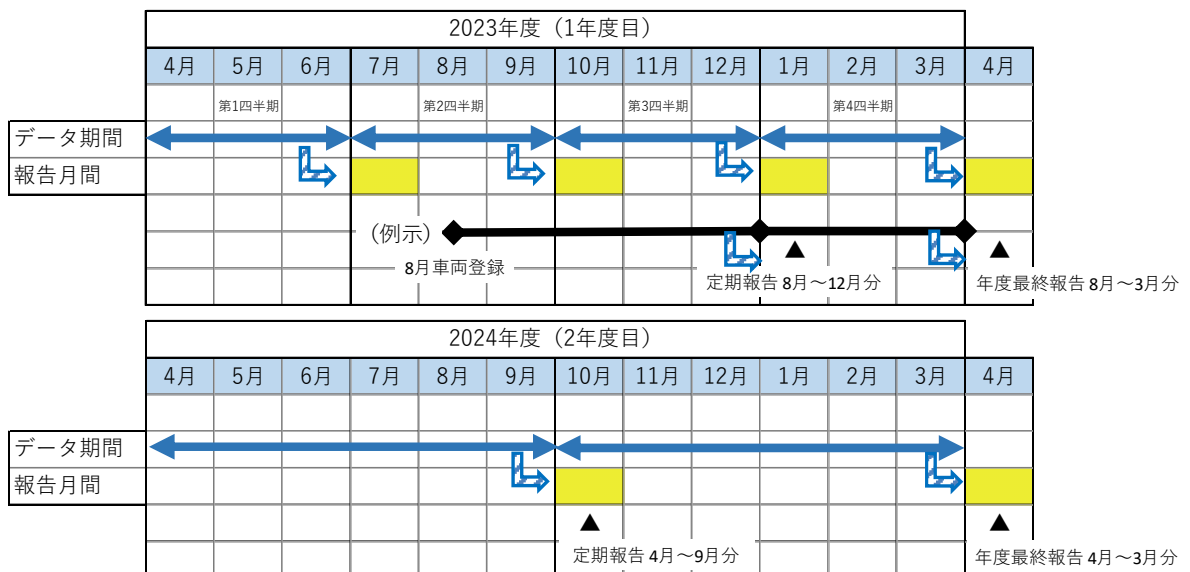 2023年度（1年度目）
4月 5月 6月 7月 8月 9月 10月 11月 12月 1月 2月 3月 4月
第1四半期 第2四半期 第3四半期 第4四半期
データ期間
報告月間
(例示)
8月車両登録
定期報告 8月～12月分
年度最終報告 8月～3月分
2024年度（2年度目）
4月 5月 6月 7月 8月 9月 10月 11月 12月 1月 2月 3月 4月
データ期間
報告月間
定期報告 4月～9月分
年度最終報告 4月～3月分